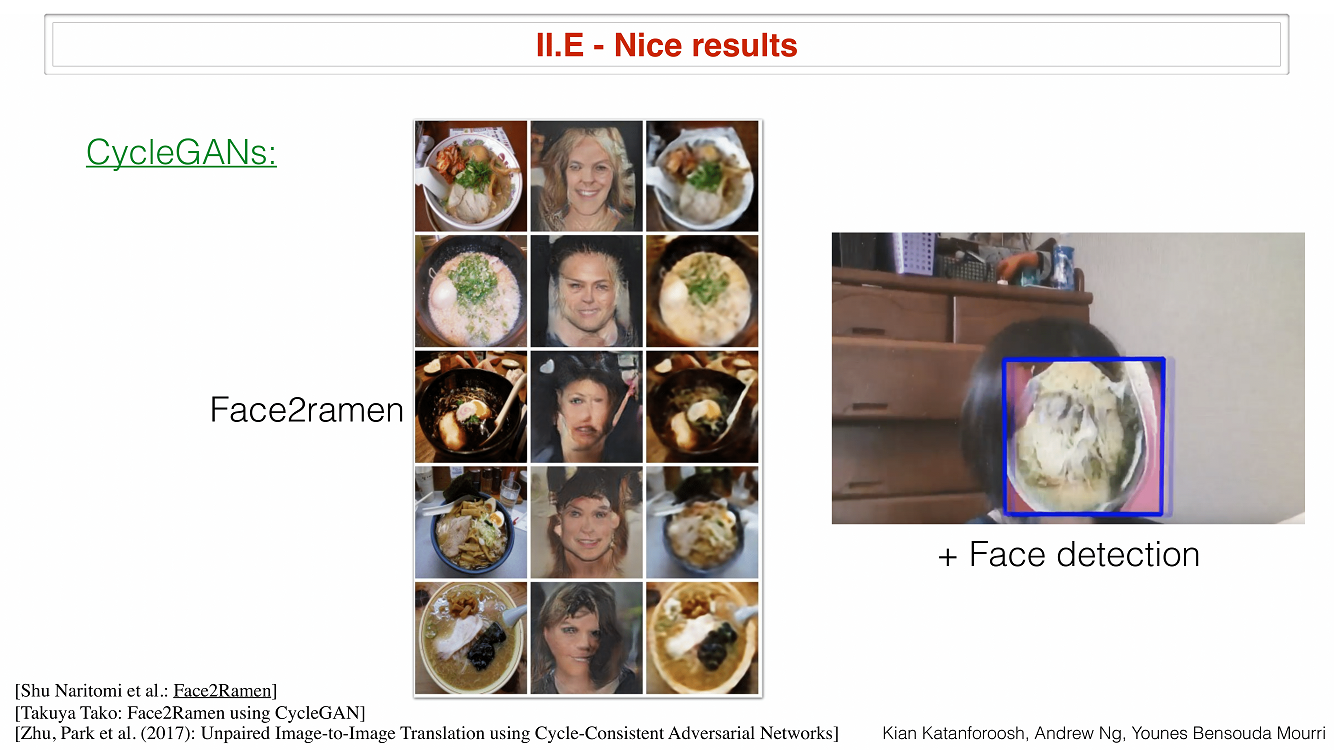 II.E - Nice results
CycleGANs:
Face2ramen
+ Face detection
[Shu Naritomi et al.: Face2Ramen]
[Takuya Tako: Face2Ramen using CycleGAN]
[Zhu, Park et al. (2017): Unpaired Image-to-Image Translation using Cycle-Consistent Adversarial Networks]
Kian Katanforoosh, Andrew Ng, Younes Bensouda Mourri